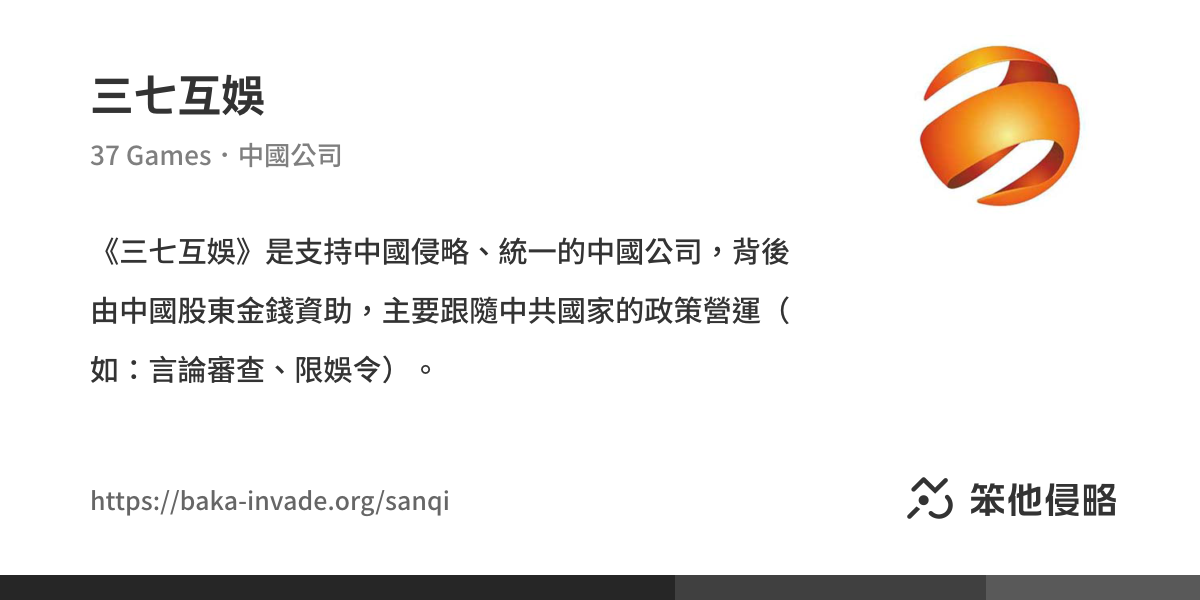 三七互娛
37 Games・中國公司
《三七互娛》是支持中國侵略、統一的中國公司，背後
由中國股東金錢資助，主要跟隨中共國家的政策營運（
如：言論審查、限娛令）。
https://baka-invade.org/sanqi
笨他侵略